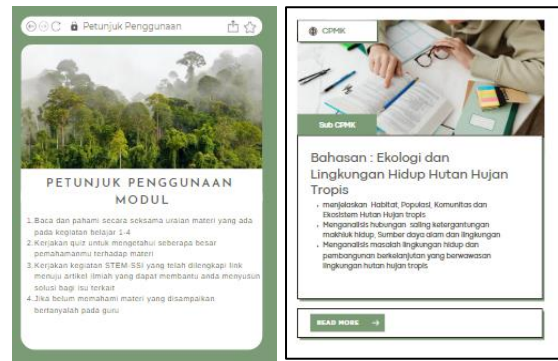 Petunjuk Penggunaan
PETUNJUK PENGGUNAAN
MODUL
1. Baca dan pahami secara seksama uraian materi yang ada
pada kegiatan belajar 1-4
2. Kerjakan quiz untuk mengetahui seberapa besar
pemahamanmu terhadap materi
3. Kerjakan kegiatan STEM-SSI yang telah dilengkapi link
menuju artikel ilmiah yang dapat membantu anda menyusun
solusi bagi isu terkait
4. Jika belum memahami materi yang disampaikan
bertanyalah pada guru
CPMK
Sub CPMK
Bahasan : Ekologi dan
Lingkungan Hidup Hutan Hujan
Tropis
• menjelaskan Habitat, Populasi, Komunitas dan
Ekosistem Hutan Hujan tropis
• Menganalisis hubungan saling ketergantungan
makhluk hidup, Sumber daya alam dan lingkungan
• Menganalisis masalah lingkungan hidup dan
pembangunan berkelanjutan yang berwawasan
lingkungan hutan hujan tropis
READ MORE